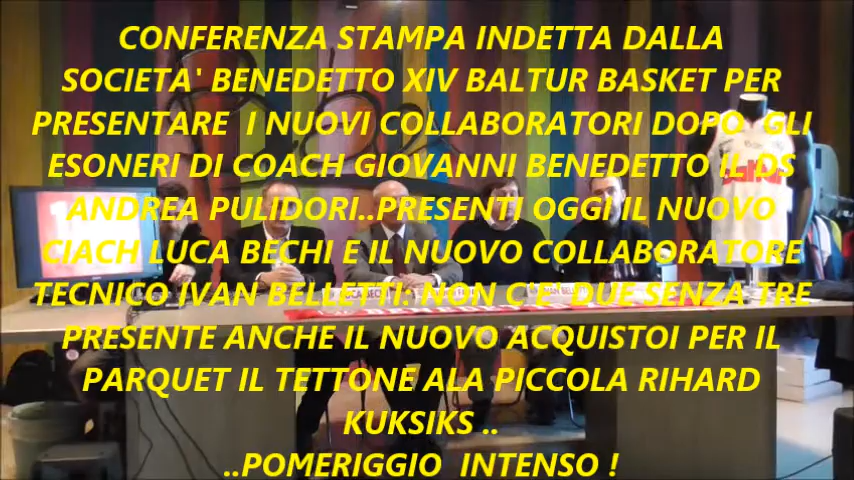 CONFERENZA STAMPA INDETTA DALLA
SOCIETA' BENEDETTO XIV BALTUR BASKET PER
PRESENTARE I NUOVI COLLABORATORI DOPO GLI
ESONERI DI COACH GIOVANNI BENEDETTO IL DS
ANDREA PULIDORI..PRESENTI OGGI IL NUOVO
CIACH LUCA BECHI E IL NUOVO COLLABORATORE
TECNICO IVAN BELLETTI: NON C'E' DUE SENZA TRE
PRESENTE ANCHE IL NUOVO ACQUISTOI PER IL
PARQUET IL TETTONE ALA PICCOLA RIHARD
KUKSIKS ..
..POMERIGGIO INTENSO !